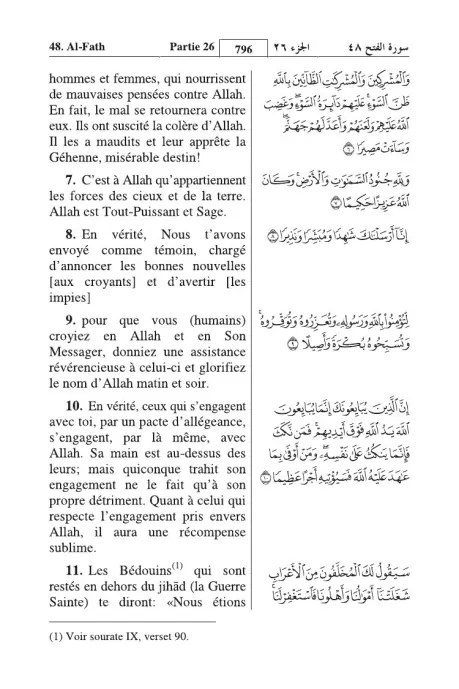 48. Al-Fath
Partie 26
796
الجزء ٢٦
سورة الفتح ٤٨
hommes et femmes, qui nourrissent
de mauvaises pensées contre Allah.
En fait, le mal se retournera contre
eux. Ils ont suscité la colère d'Allah.
Il les a maudits et leur apprête la
Géhenne, misérable destin!
7. C'est à Allah qu'appartiennent
les forces des cieux et de la terre.
Allah est Tout-Puissant et Sage.
8. En vérité, Nous t'avons
envoyé comme témoin, chargé
d'annoncer les bonnes nouvelles
[aux croyants] et d'avertir [les
impies]
9. pour que vous (humains)
croyiez en Allah et en Son
Messager, donniez une assistance
révérencieuse à celui-ci et glorifiez
le nom d'Allah matin et soir.
10. En vérité, ceux qui s'engagent
avec toi, par un pacte d'allégeance,
s'engagent, par là même, avec
Allah. Sa main est au-dessus des
leurs; mais quiconque trahit son
engagement ne le fait qu'à son
propre détriment. Quant à celui qui
respecte l'engagement pris envers
Allah, il aura une récompense
sublime.
11. Les Bédouins(1) qui sont
restés en dehors du jihād (la Guerre
Sainte) te diront: «Nous étions
وَالْمُشْرِكِينَ وَالْمُشْرِكَٰتِ الظَّآنِّينَ بِاللَّهِ
ظَنَّ السَّوْءِ عَلَيْهِمْ دَآئِرَةُ السَّوْءِ وَغَضِبَ
اللَّهُ عَلَيْهِمْ وَلَعَنَهُمْ وَأَعَدَّ لَهُمْ جَهَنَّمَ
وَسَآءَتْ مَصِيرًا ٦
وَلِلَّهِ جُنُودُ السَّمَٰوَٰتِ وَالْأَرْضِ وَكَانَ
اللَّهُ عَزِيزًا حَكِيمًا ٧
إِنَّآ أَرْسَلْنَٰكَ شَٰهِدًا وَمُبَشِّرًا وَنَذِيرًا ٨
لِّتُؤْمِنُوا بِاللَّهِ وَرَسُولِهِ وَتُعَزِّرُوهُ وَتُوَقِّرُوهُ
وَتُسَبِّحُوهُ بُكْرَةً وَأَصِيلًا ٩
إِنَّ الَّذِينَ يُبَايِعُونَكَ إِنَّمَا يُبَايِعُونَ
اللَّهَ يَدُ اللَّهِ فَوْقَ أَيْدِيهِمْ فَمَن نَّكَثَ
فَإِنَّمَا يَنكُثُ عَلَىٰ نَفْسِهِ وَمَنْ أَوْفَىٰ بِمَا
عَٰهَدَ عَلَيْهُ اللَّهَ فَسَيُؤْتِيهِ أَجْرًا عَظِيمًا ١٠
سَيَقُولُ لَكَ الْمُخَلَّفُونَ مِنَ الْأَعْرَابِ
شَغَلَتْنَآ أَمْوَٰلُنَا وَأَهْلُونَا فَاسْتَغْفِرْ لَنَا
(1) Voir sourate IX, verset 90.